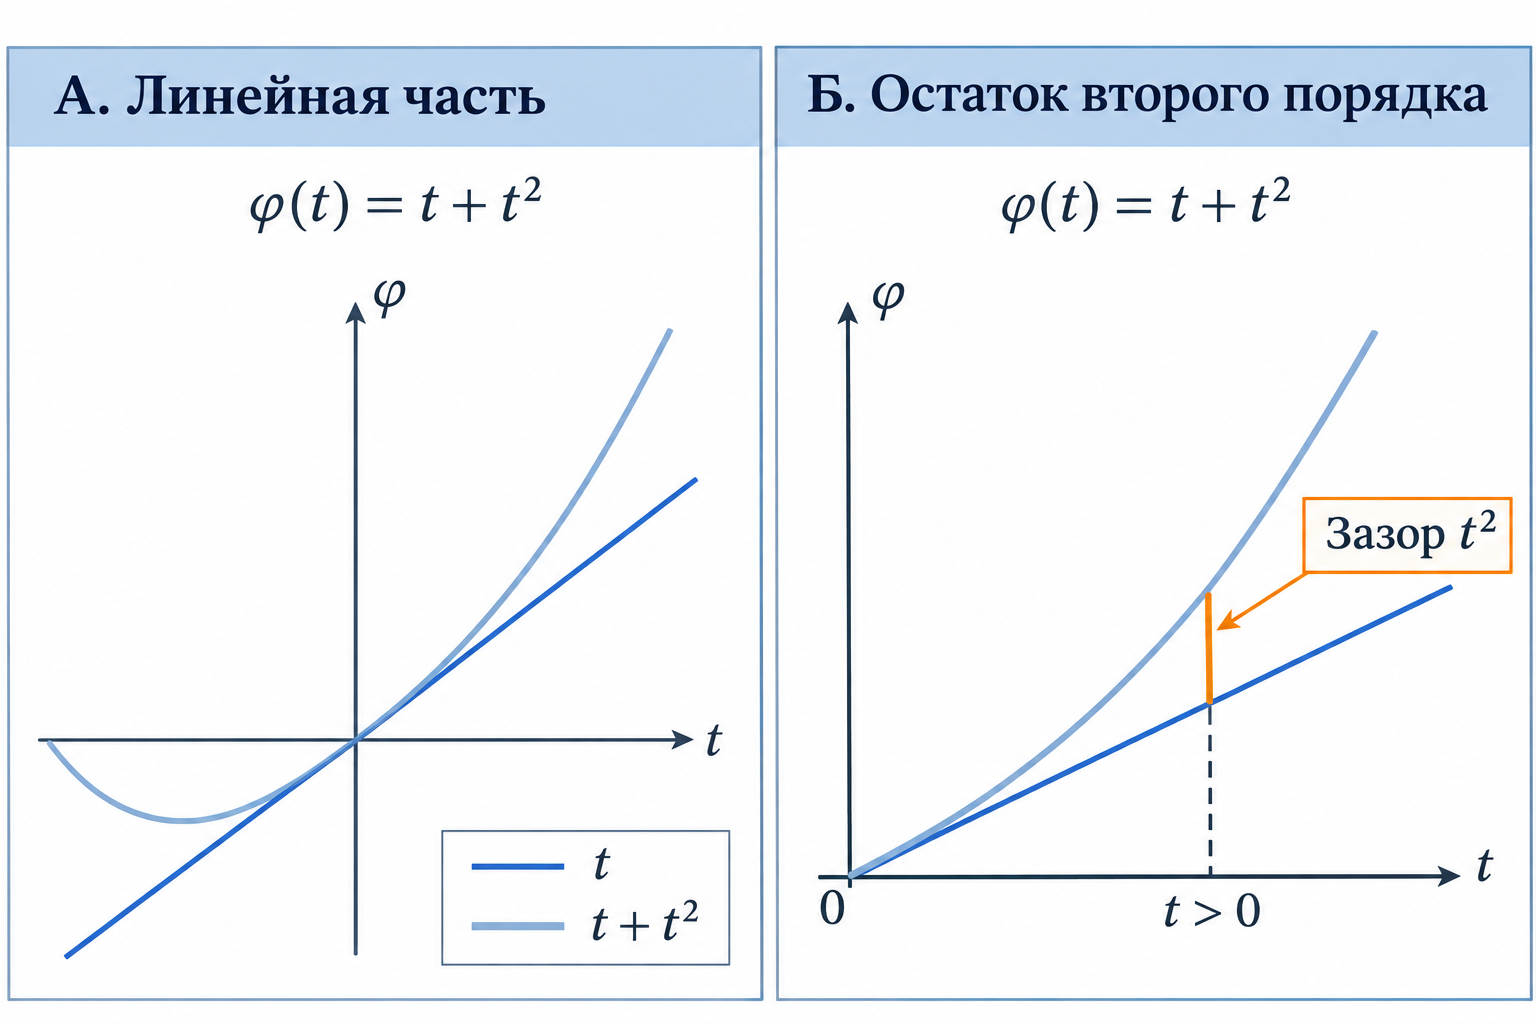 А. Линейная часть
φ(t) = t + t²
φ
t
t
t + t²
Б. Остаток второго порядка
φ(t) = t + t²
φ
Зазор t²
t
0
t > 0